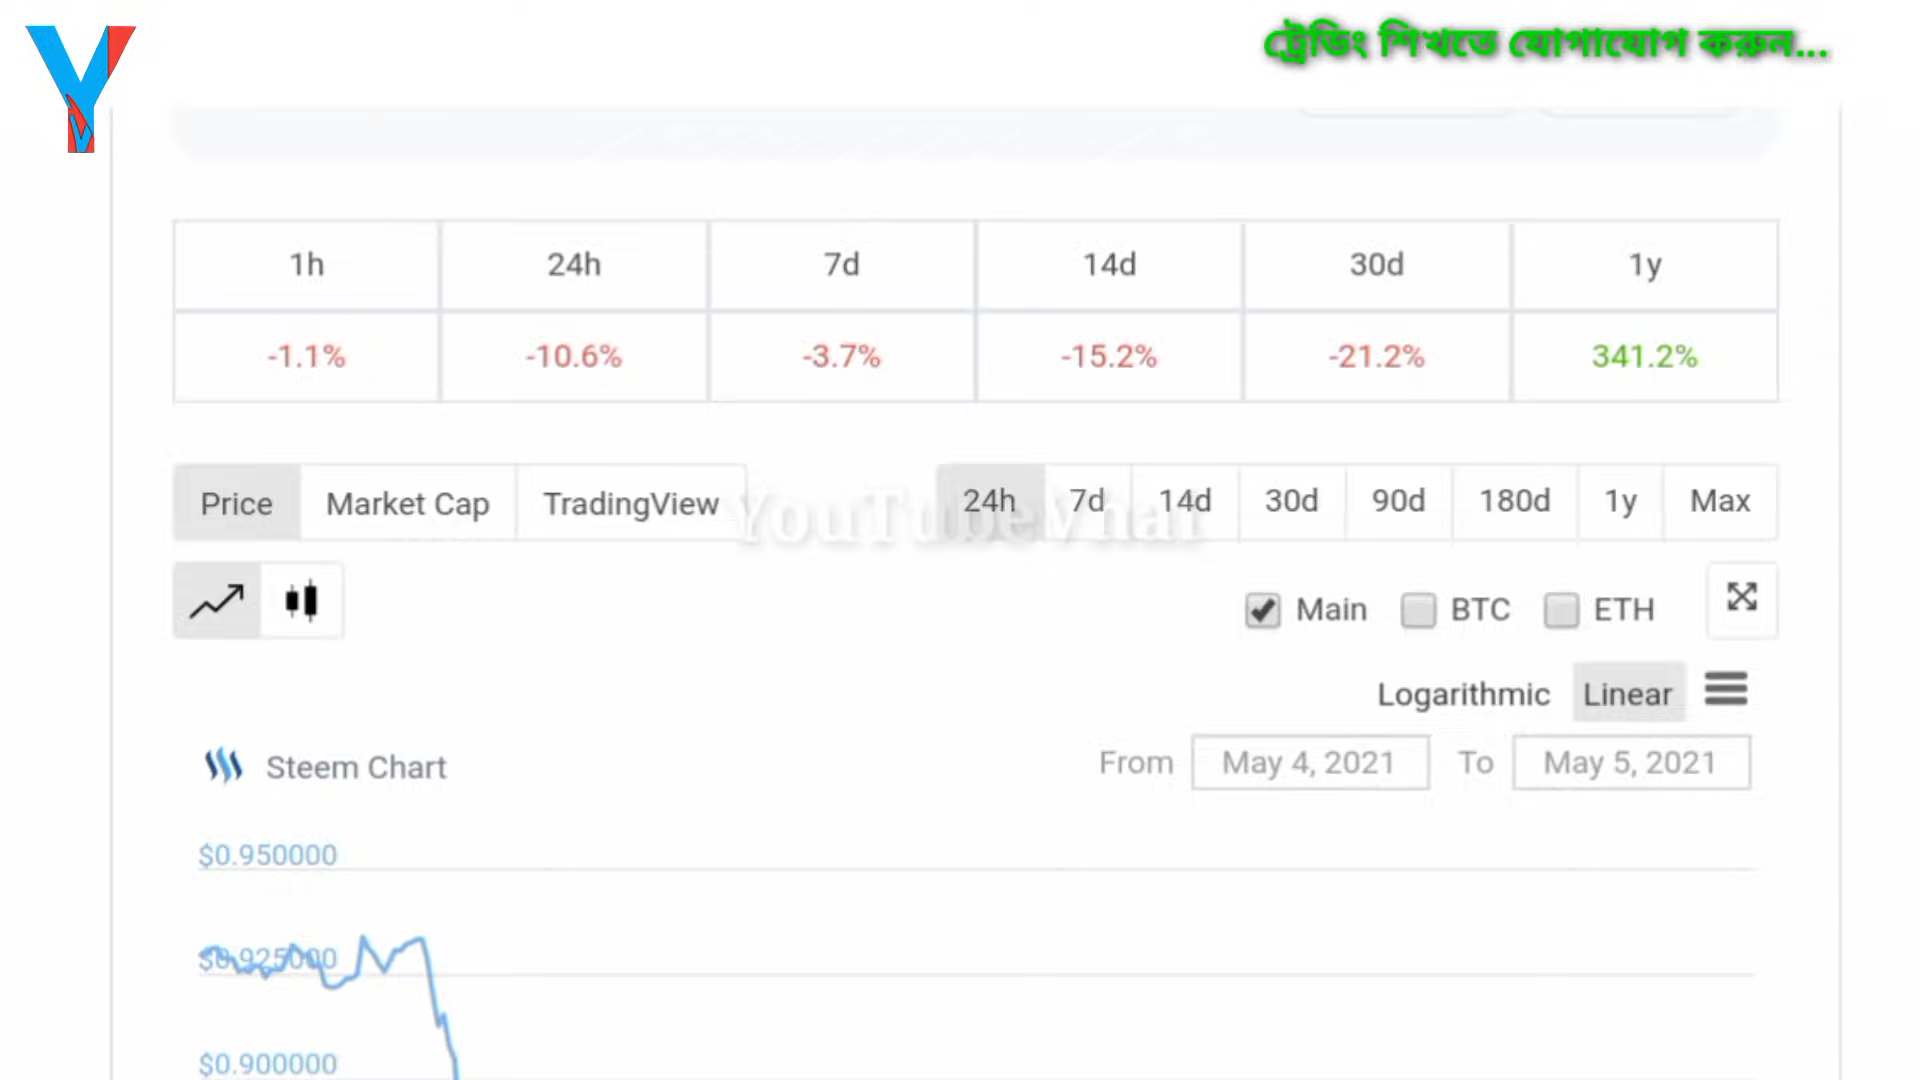 ট্রেডিং শিখতে যোগাযোগ করুন...
1h 24h 7d 14d 30d 1y
-1.1% -10.6% -3.7% -15.2% -21.2% 341.2%
Price Market Cap TradingView 24h 7d 14d 30d 90d 180d 1y Max
YouTubeVhai
Main BTC ETH
Logarithmic Linear
Steem Chart From May 4, 2021 To May 5, 2021
$0.950000
$0.925000
$0.900000